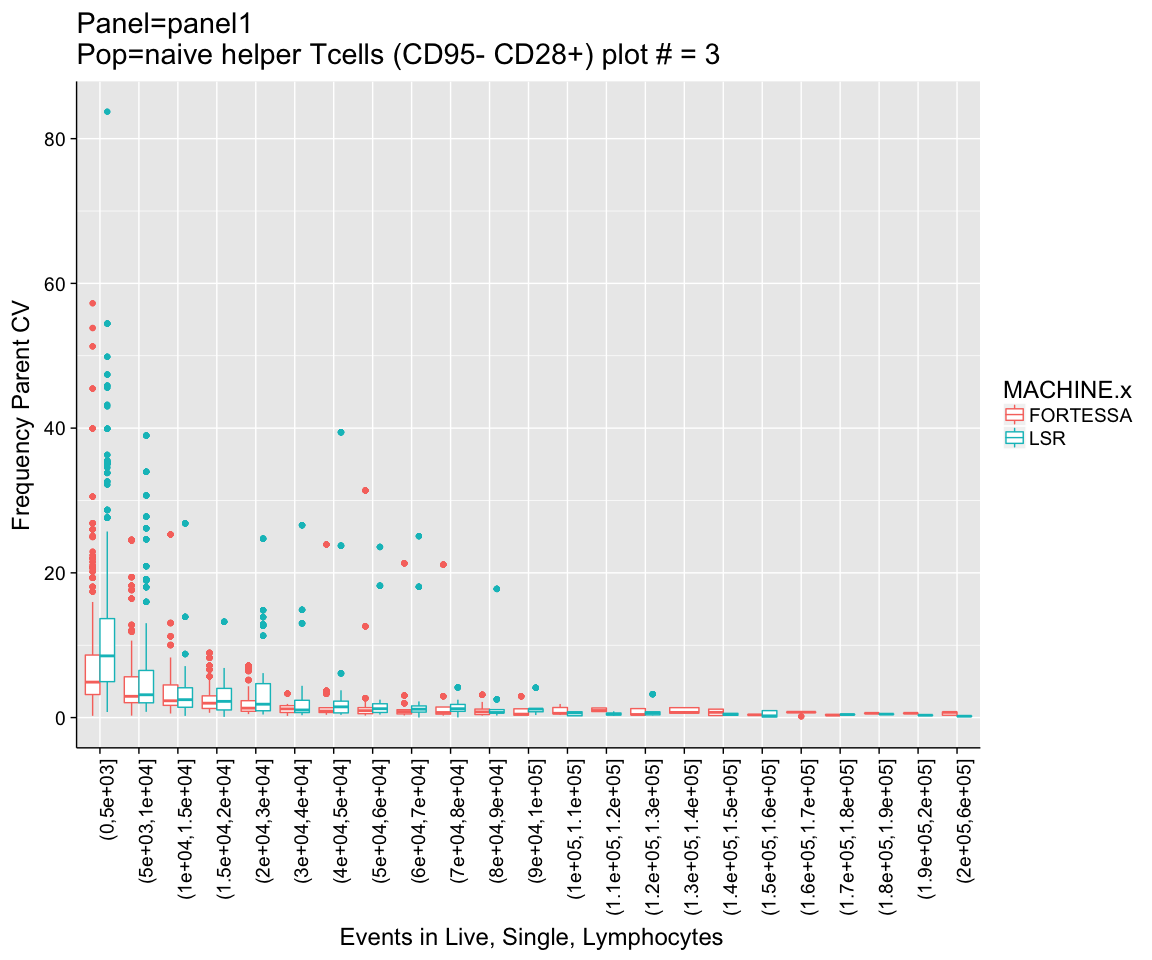 Panel=panel1
Pop=naive helper Tcells (CD95- CD28+) plot # = 3
Frequency Parent CV
80
60
40
20
0
MACHINE.x
FORTESSA
LSR
(0,5e+03]
(5e+03,1e+04]
(1e+04,1.5e+04]
(1.5e+04,2e+04]
(2e+04,3e+04]
(3e+04,4e+04]
(4e+04,5e+04]
(5e+04,6e+04]
(6e+04,7e+04]
(7e+04,8e+04]
(8e+04,9e+04]
(9e+04,1e+05]
(1e+05,1.1e+05]
(1.1e+05,1.2e+05]
(1.2e+05,1.3e+05]
(1.3e+05,1.4e+05]
(1.4e+05,1.5e+05]
(1.5e+05,1.6e+05]
(1.6e+05,1.7e+05]
(1.7e+05,1.8e+05]
(1.8e+05,1.9e+05]
(1.9e+05,2e+05]
(2e+05,6e+05]
Events in Live, Single, Lymphocytes